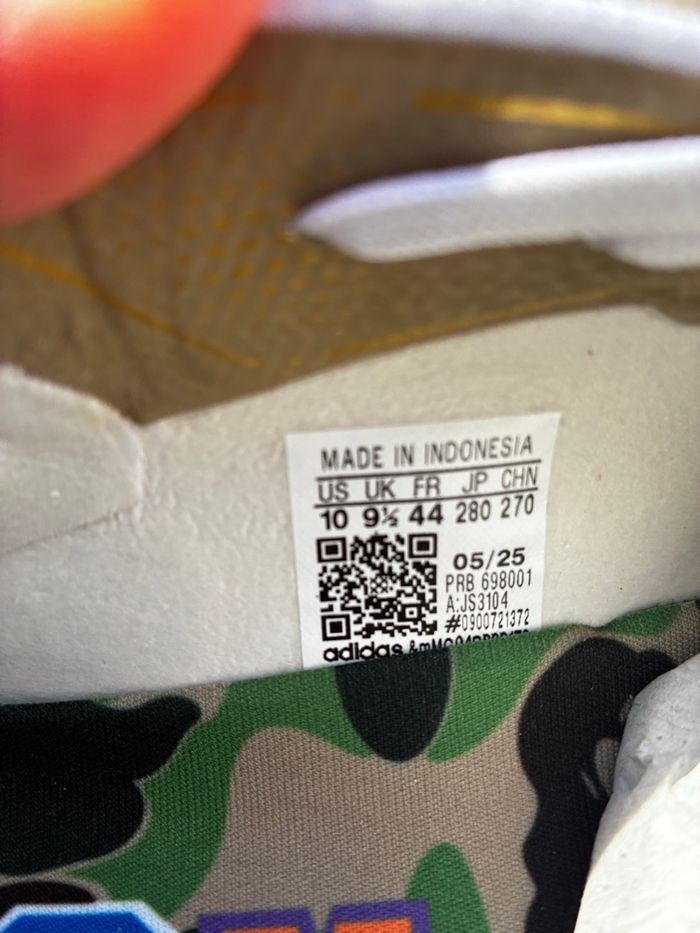 MADE IN INDONESIA
US UK FR JP CHN
10 9½ 44 280 270
05/25
PRB 698001
A:JS3104
#0900721372
adidas